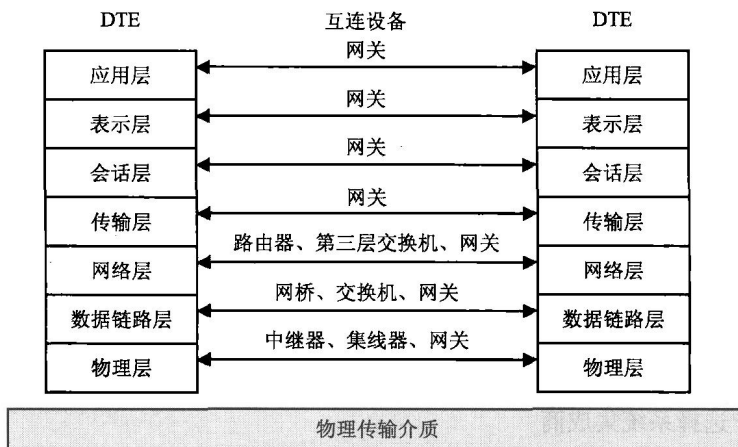 DTE 互连设备 DTE
网关
应用层 应用层
网关
表示层 表示层
网关
会话层 会话层
网关
传输层 传输层
路由器、第三层交换机、网关
网络层 网络层
网桥、交换机、网关
数据链路层 数据链路层
中继器、集线器、网关
物理层 物理层
物理传输介质